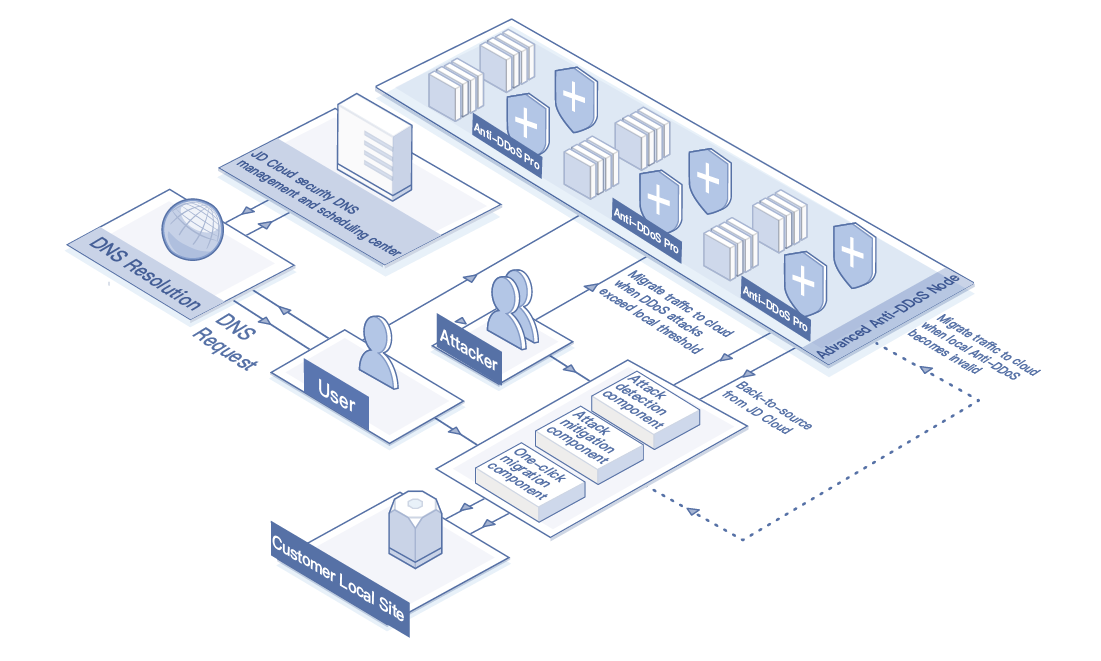 Anti-DDoS Pro
Anti-DDoS Pro
Anti-DDoS Pro
Advanced Anti-DDoS Node
JD Cloud security DNS
management and scheduling center
DNS Resolution
DNS
Request
User
Attacker
Migrate traffic to cloud
when DDoS attacks
exceed local threshold
Migrate traffic to cloud
when local Anti-DDoS
becomes invalid
Back-to-source
from JD Cloud
Attack
detection
component
Attack
mitigation
component
One-click
migration
component
Customer Local Site